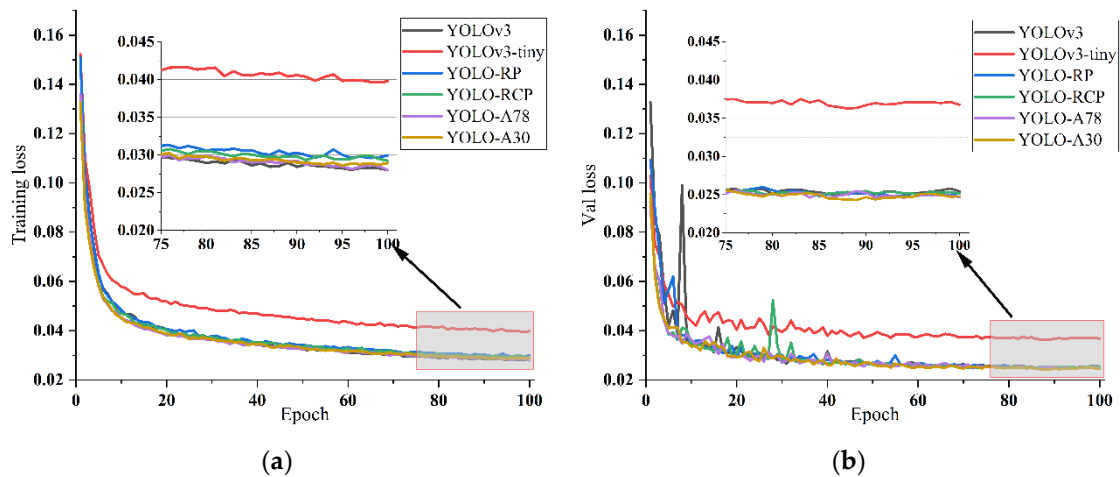 YOLOv3
YOLOv3-tiny
YOLO-RP
YOLO-RCP
YOLO-A78
YOLO-A30
0.16
0.14
0.12
0.10
0.08
0.06
0.04
0.02
Training loss
0 20 40 60 80 100
Epoch
0.045
0.040
0.035
0.030
0.025
0.020
75 80 85 90 95 100
(a)
YOLOv3
YOLOv3-tiny
YOLO-RP
YOLO-RCP
YOLO-A78
YOLO-A30
0.16
0.14
0.12
0.10
0.08
0.06
0.04
0.02
Val loss
0 20 40 60 80 100
Epoch
0.045
0.040
0.035
0.030
0.025
0.020
75 80 85 90 95 100
(b)